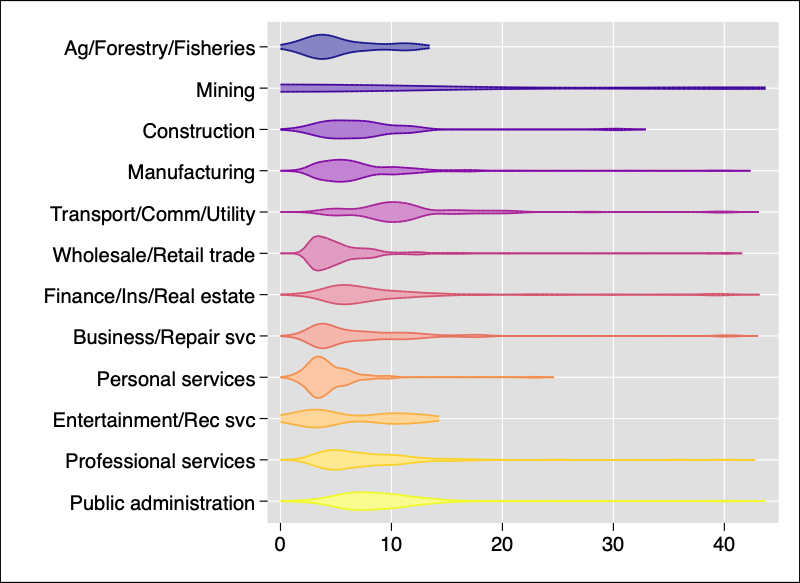 Ag/Forestry/Fisheries
Mining
Construction
Manufacturing
Transport/Comm/Utility
Wholesale/Retail trade
Finance/Ins/Real estate
Business/Repair svc
Personal services
Entertainment/Rec svc
Professional services
Public administration
0 10 20 30 40